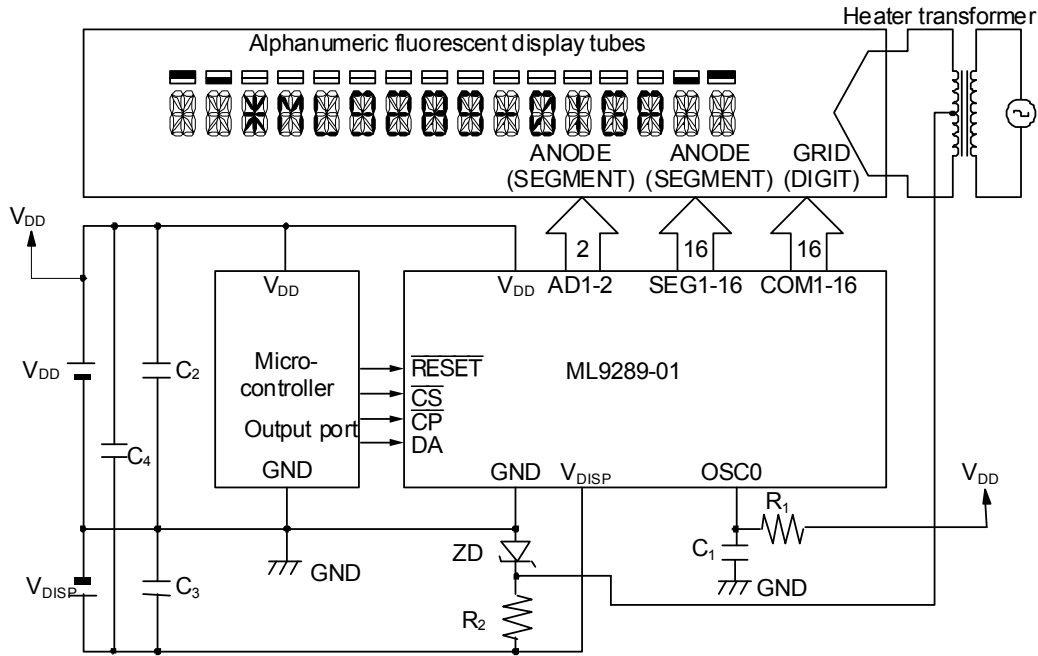 Heater transformer
Alphanumeric fluorescent display tubes
ANODE
(SEGMENT)
ANODE
(SEGMENT)
GRID
(DIGIT)
2
16
16
VDD
VDD
VDD AD1-2 SEG1-16 COM1-16
VDD
C2
C4
Micro-
controller
Output port
GND
RESET
CS
CP
DA
ML9289-01
GND VDISP OSC0
VDD
R1
C1
GND
ZD
GND
VDISP
C3
R2